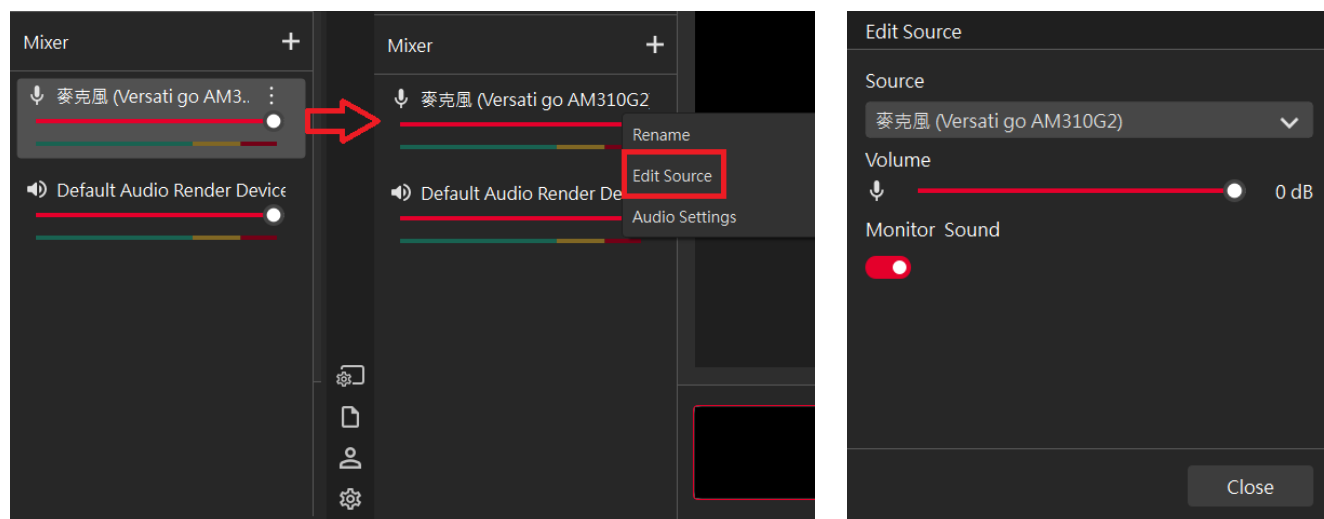 Mixer
麥克風 (Versati go AM3..
Default Audio Render Device
Mixer
麥克風 (Versati go AM310G2
Rename
Edit Source
Default Audio Render De
Audio Settings
Edit Source
Source
麥克風 (Versati go AM310G2)
Volume
0 dB
Monitor Sound
Close